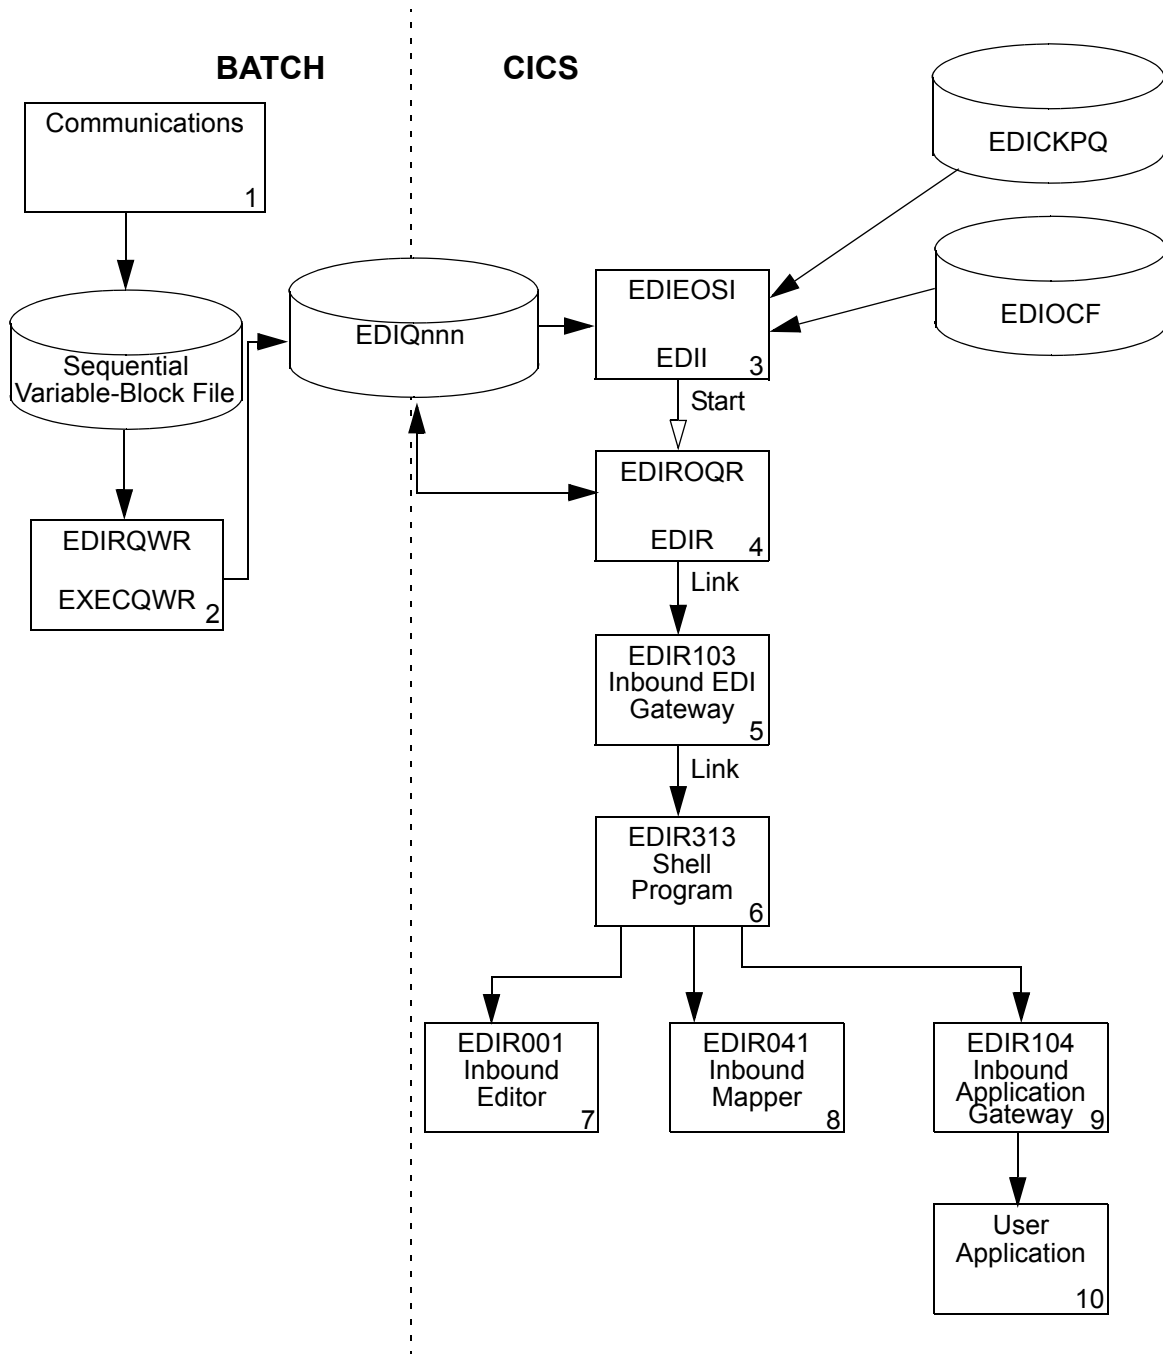 BATCH
CICS
Communications
1
EDICKPQ
EDIOCF
EDIEOSI
EDII
3
EDIQnnn
Sequential
Variable-Block File
Start
EDIROQR
EDIR
4
EDIRQWR
EXECQWR
2
Link
EDIR103
Inbound EDI
Gateway
5
Link
EDIR313
Shell
Program
6
EDIR001
Inbound
Editor
7
EDIR041
Inbound
Mapper
8
EDIR104
Inbound
Application
Gateway
9
User
Application
10